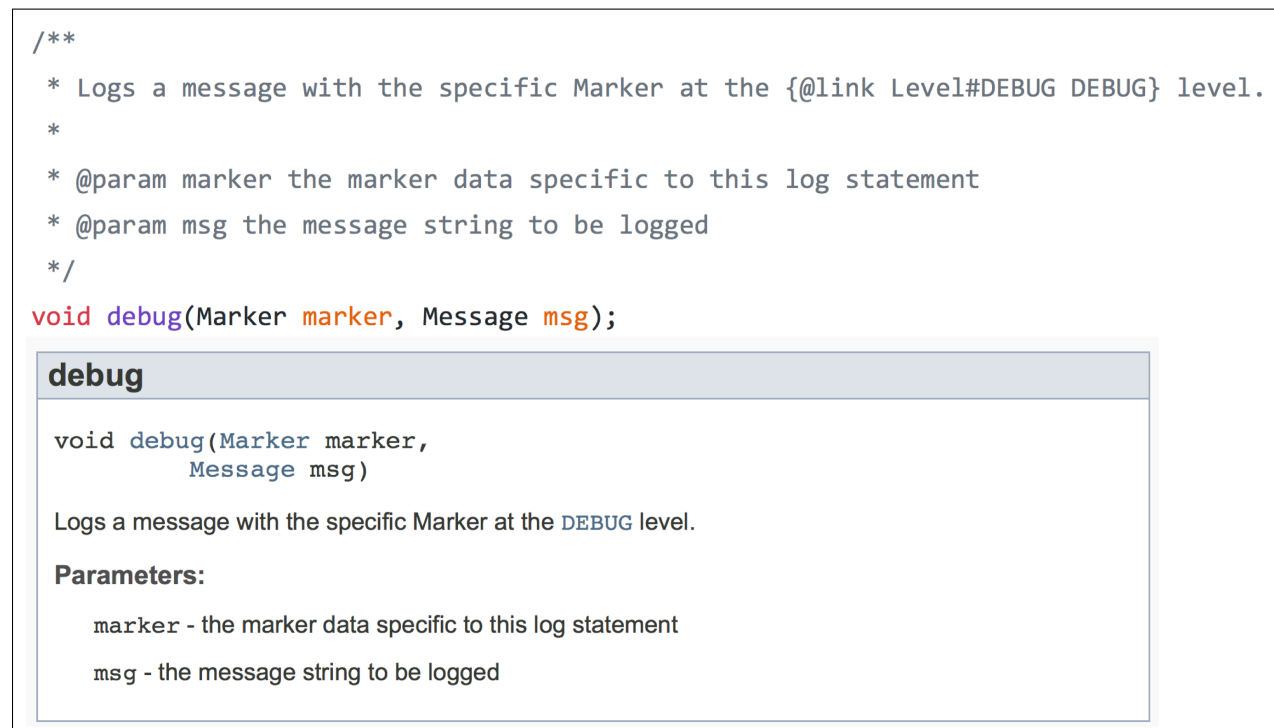 /**
* Logs a message with the specific Marker at the {@link Level#DEBUG DEBUG} level.
*
* @param marker the marker data specific to this log statement
* @param msg the message string to be logged
*/
void debug(Marker marker, Message msg);
debug
void debug(Marker marker,
Message msg)
Logs a message with the specific Marker at the DEBUG level.
Parameters:
marker - the marker data specific to this log statement
msg - the message string to be logged